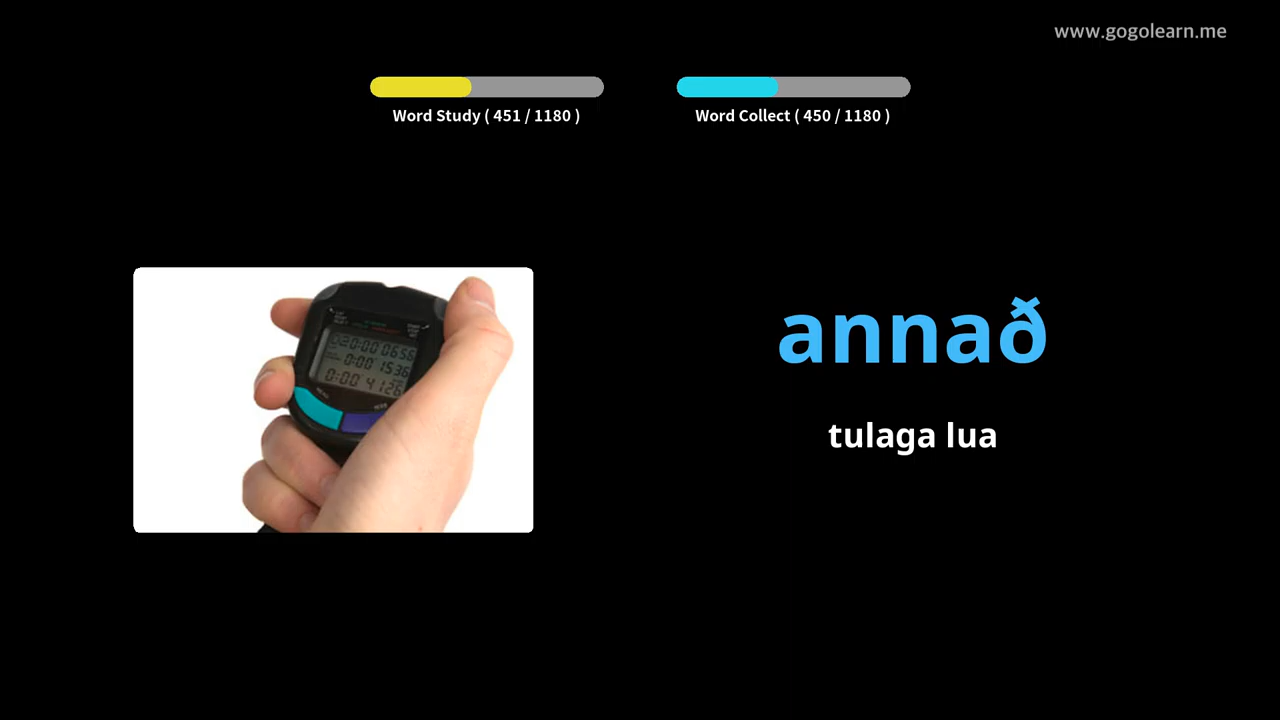 www.gogolearn.me
Word Study ( 451 / 1180 )
Word Collect ( 450 / 1180 )
annað
tulaga lua